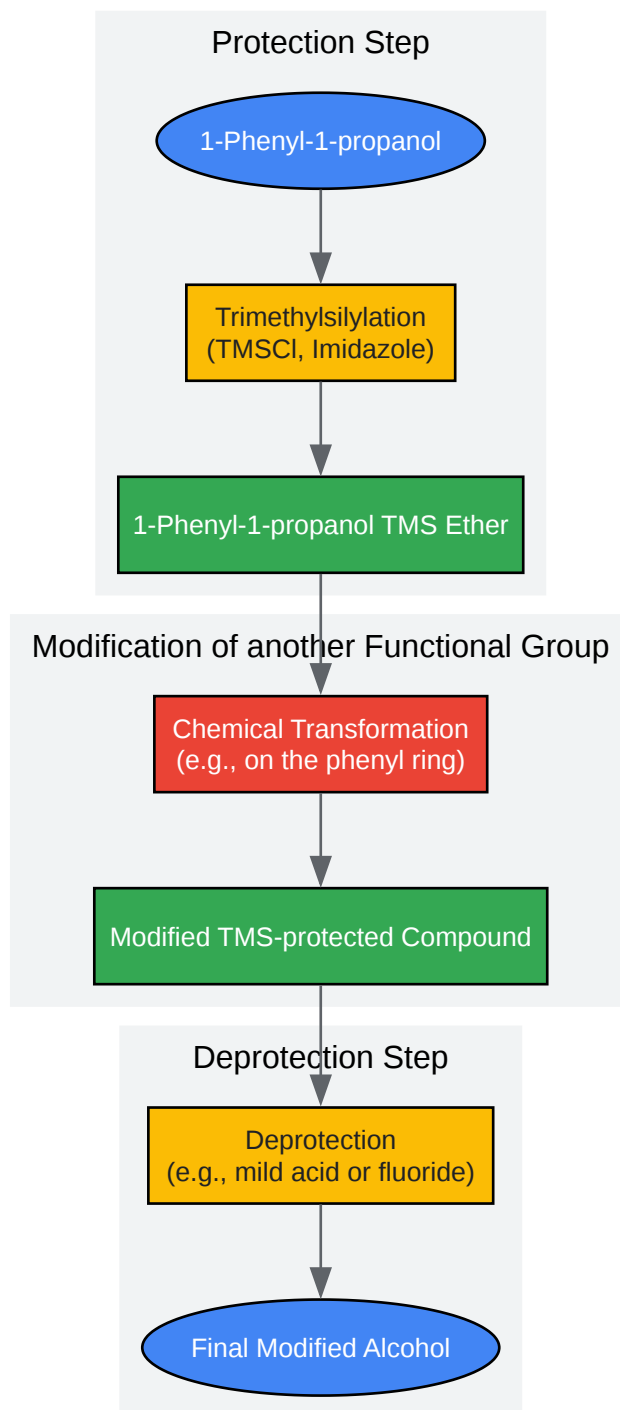 Protection Step
1-Phenyl-1-propanol
Trimethylsilylation
(TMSCl, Imidazole)
1-Phenyl-1-propanol TMS Ether
Modification of another Functional Group
Chemical Transformation
(e.g., on the phenyl ring)
Modified TMS-protected Compound
Deprotection Step
Deprotection
(e.g., mild acid or fluoride)
Final Modified Alcohol